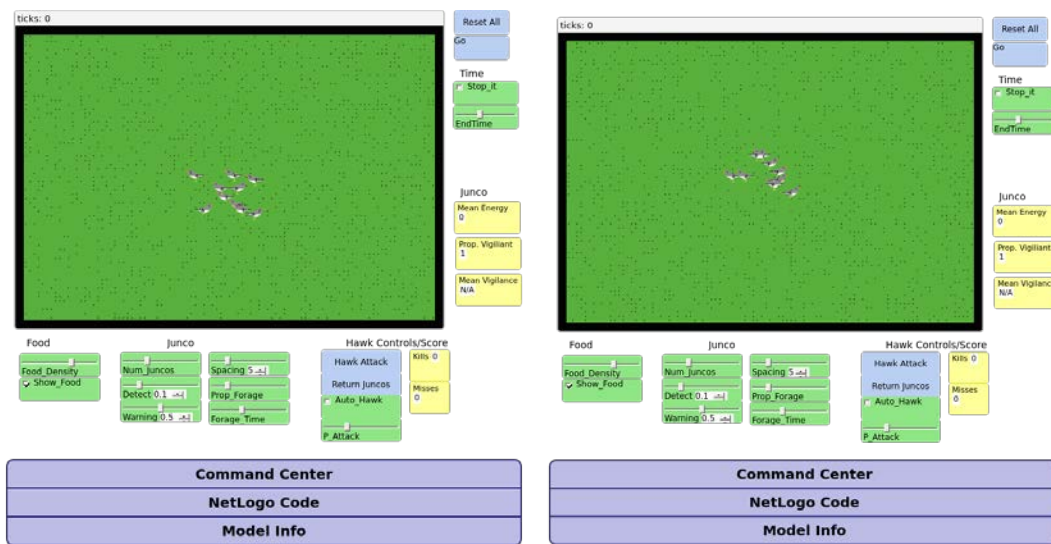 ticks: 0
Reset All
Go
Time
Stop_it
EndTime
Junco
Mean Energy
0
Prop. Vigiliant
1
Mean Vigilance
N/A
Food
Food_Density
Show_Food
Junco
Num_Juncos
Detect 0.1
Warning 0.5
Spacing 5
Prop_Forage
Forage_Time
Hawk Controls/Score
Hawk Attack
Return Juncos
Auto_Hawk
P_Attack
Kills 0
Misses
0
Command Center
NetLogo Code
Model Info
ticks: 0
Reset All
Go
Time
Stop_it
EndTime
Junco
Mean Energy
0
Prop. Vigiliant
1
Mean Vigilance
N/A
Food
Food_Density
Show_Food
Junco
Num_Juncos
Detect 0.1
Warning 0.5
Spacing 5
Prop_Forage
Forage_Time
Hawk Controls/Score
Hawk Attack
Return Juncos
Auto_Hawk
P_Attack
Kills 0
Misses
0
Command Center
NetLogo Code
Model Info